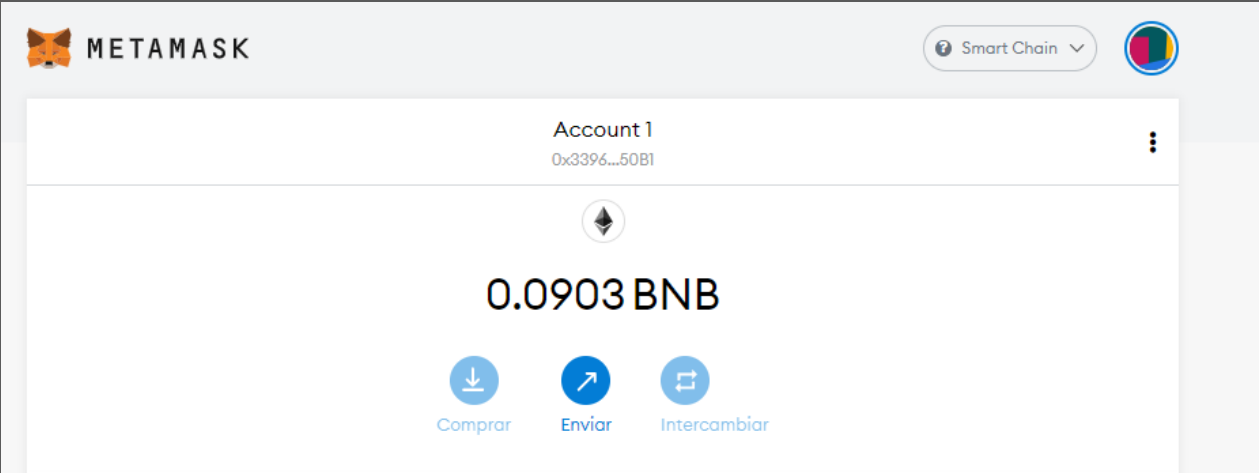 METAMASK
Smart Chain
Account 1
0x3396...50B1
0.0903 BNB
Comprar
Enviar
Intercambiar